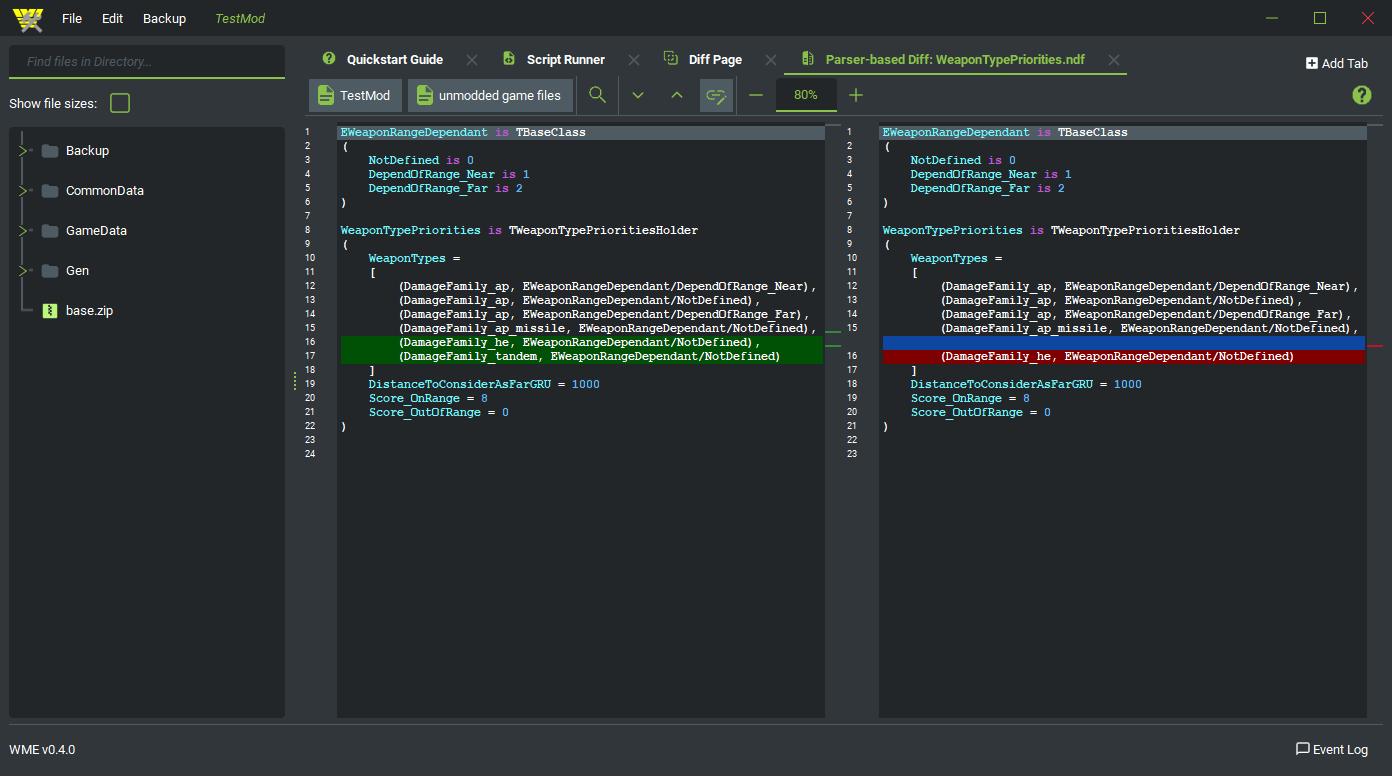 File Edit Backup TestMod
Find files in Directory...
Show file sizes:
Backup
CommonData
GameData
Gen
base.zip
Quickstart Guide Script Runner Diff Page Parser-based Diff: WeaponTypePriorities.ndf Add Tab
TestMod unmodded game files 80%
1 EWeaponRangeDependant is TBaseClass
2 (
3 NotDefined is 0
4 DependOfRange_Near is 1
5 DependOfRange_Far is 2
6 )
7
8 WeaponTypePriorities is TWeaponTypePrioritiesHolder
9 (
10 WeaponTypes =
11 [
12 (DamageFamily_ap, EWeaponRangeDependant/DependOfRange_Near),
13 (DamageFamily_ap, EWeaponRangeDependant/NotDefined),
14 (DamageFamily_ap, EWeaponRangeDependant/DependOfRange_Far),
15 (DamageFamily_ap_missile, EWeaponRangeDependant/NotDefined),
16 (DamageFamily_he, EWeaponRangeDependant/NotDefined),
17 (DamageFamily_tandem, EWeaponRangeDependant/NotDefined)
18 ]
19 DistanceToConsiderAsFarGRU = 1000
20 Score_OnRange = 8
21 Score_OutOfRange = 0
22 )
23
24
1 EWeaponRangeDependant is TBaseClass
2 (
3 NotDefined is 0
4 DependOfRange_Near is 1
5 DependOfRange_Far is 2
6 )
7
8 WeaponTypePriorities is TWeaponTypePrioritiesHolder
9 (
10 WeaponTypes =
11 [
12 (DamageFamily_ap, EWeaponRangeDependant/DependOfRange_Near),
13 (DamageFamily_ap, EWeaponRangeDependant/NotDefined),
14 (DamageFamily_ap, EWeaponRangeDependant/DependOfRange_Far),
15 (DamageFamily_ap_missile, EWeaponRangeDependant/NotDefined),
16 (DamageFamily_he, EWeaponRangeDependant/NotDefined)
17 ]
18 DistanceToConsiderAsFarGRU = 1000
19 Score_OnRange = 8
20 Score_OutOfRange = 0
21 )
22
23
WME v0.4.0 Event Log